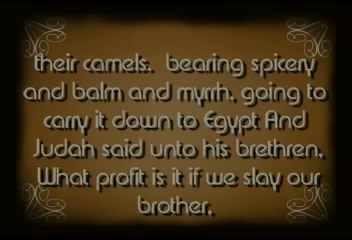 their camels. bearing spicery
and balm and myrrh, going to
carry it down to Egypt And
Judah said unto his brethren,
What profit is it if we slay our
brother,